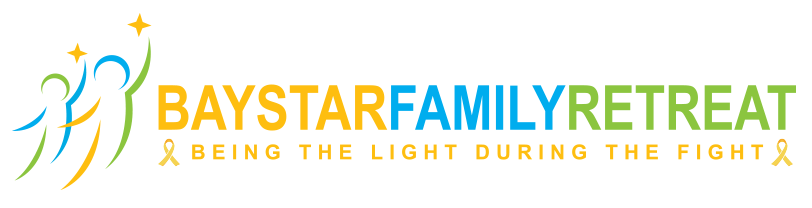 BAYSTARFAMILYRETREAT
BEING THE LIGHT DURING THE FIGHT